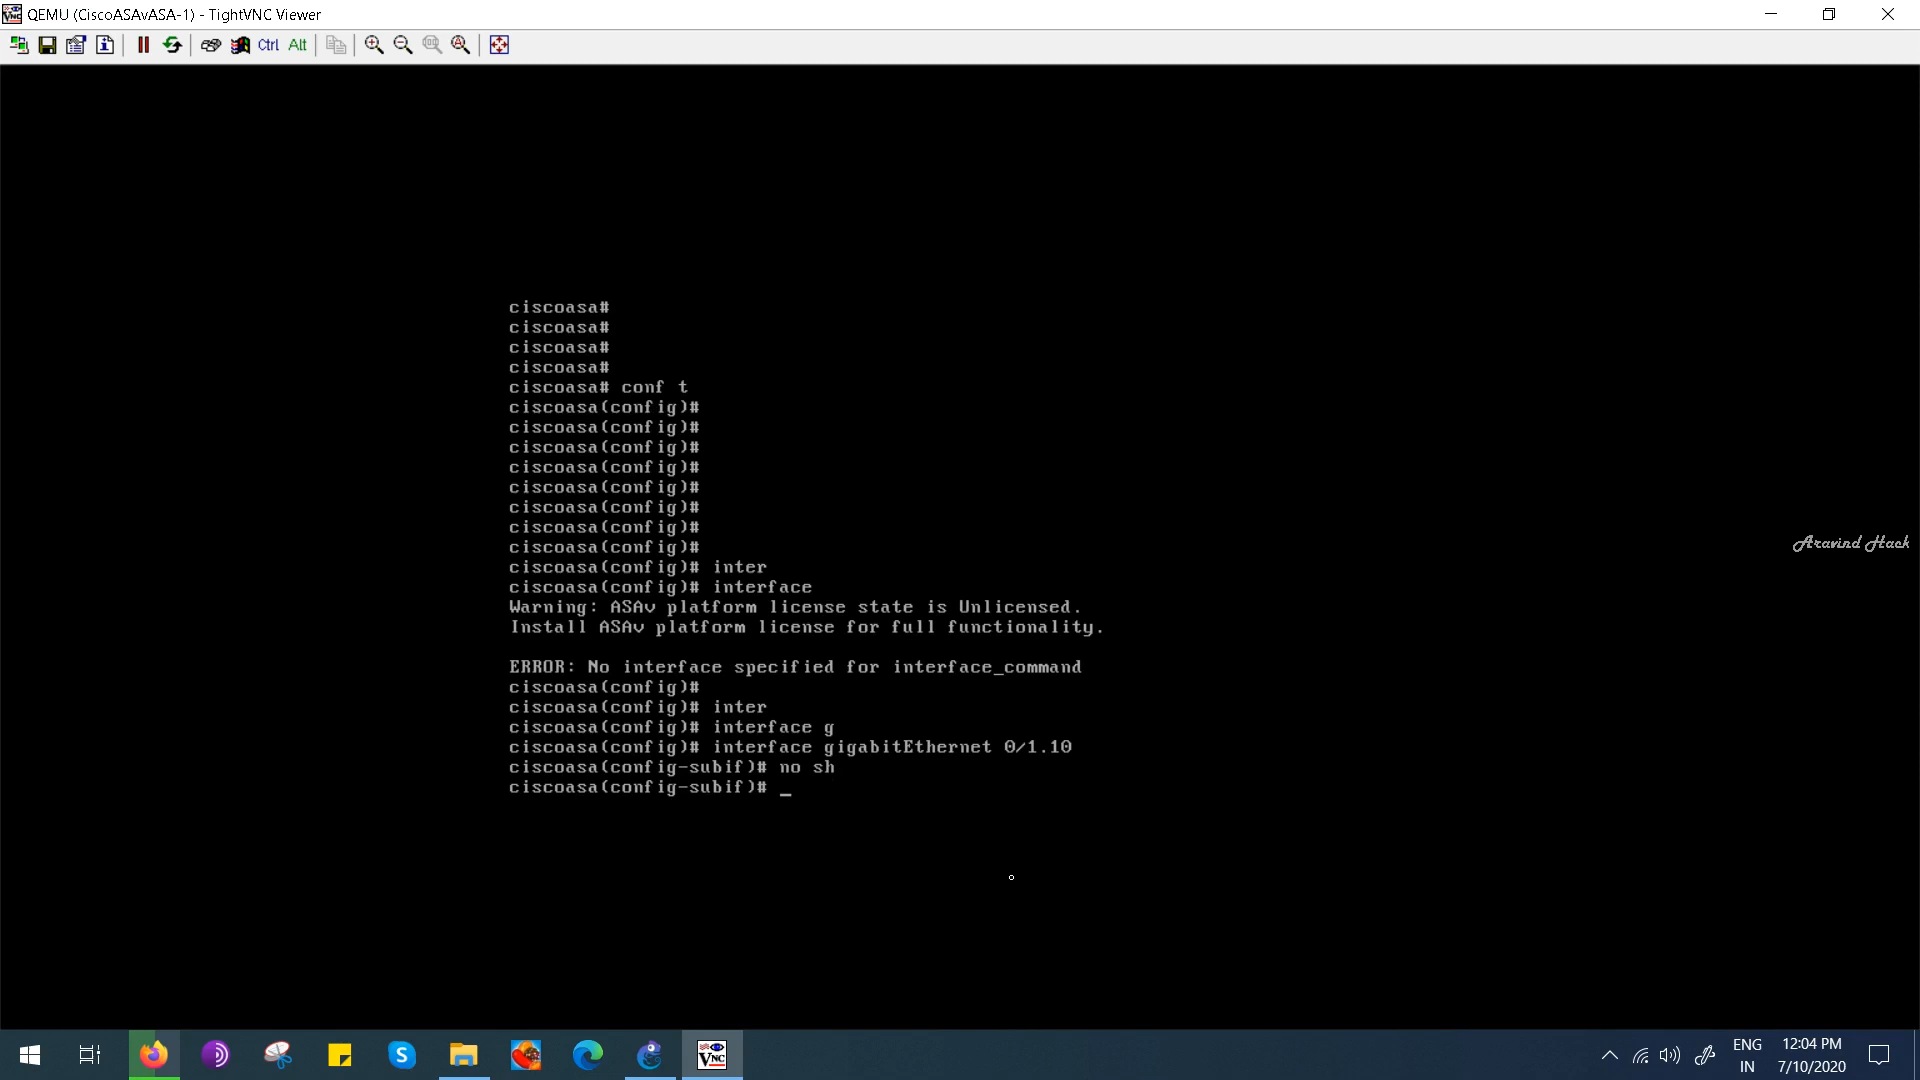 QEMU (CiscoASAvASA-1) - TightVNC Viewer
Ctrl Alt
ciscoasa#
ciscoasa#
ciscoasa#
ciscoasa#
ciscoasa# conf t
ciscoasa(config)#
ciscoasa(config)#
ciscoasa(config)#
ciscoasa(config)#
ciscoasa(config)#
ciscoasa(config)#
ciscoasa(config)#
ciscoasa(config)#
ciscoasa(config)# inter
ciscoasa(config)# interface
Warning: ASAv platform license state is Unlicensed.
Install ASAv platform license for full functionality.
ERROR: No interface specified for interface_command
ciscoasa(config)#
ciscoasa(config)# inter
ciscoasa(config)# interface g
ciscoasa(config)# interface gigabitEthernet 0/1.10
ciscoasa(config-subif)# no sh
ciscoasa(config-subif)# _
Aravind Hack
ENG
IN
12:04 PM
7/10/2020